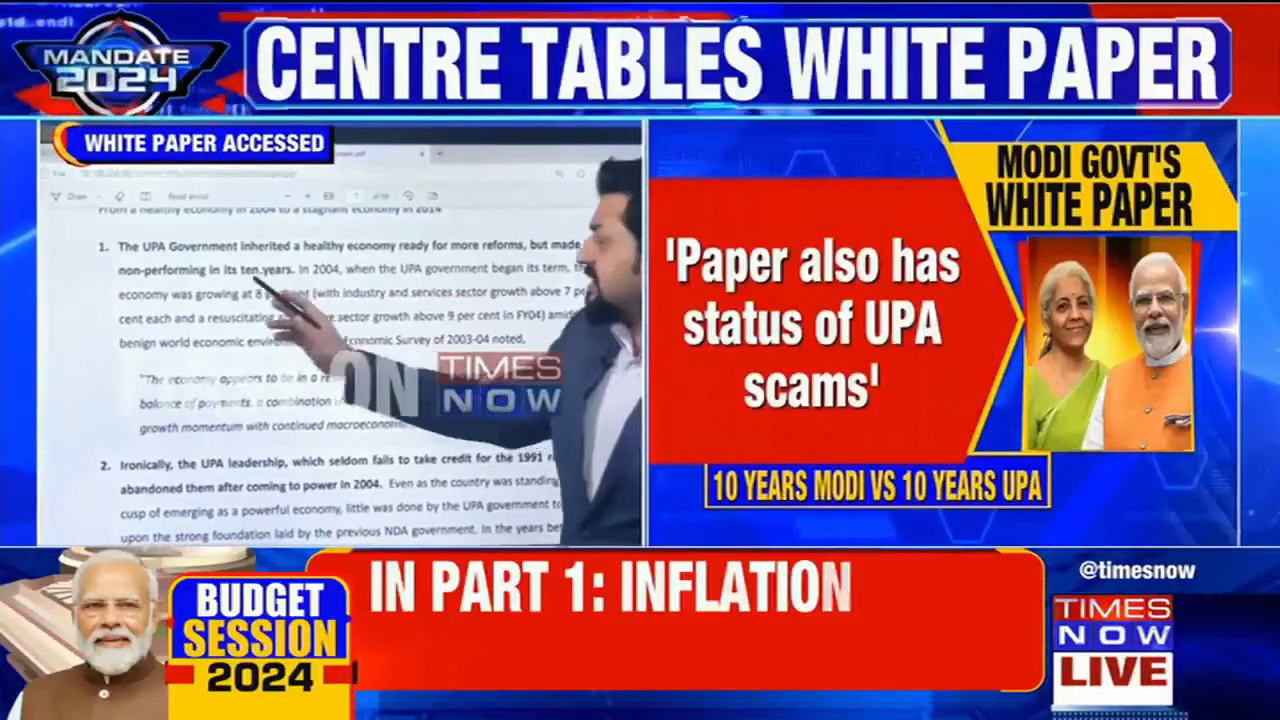 MANDATE
2024
CENTRE TABLES WHITE PAPER
WHITE PAPER ACCESSED
Draw
Read aloud
From a healthy economy in 2004 to a stagnant economy in 2014
1. The UPA Government inherited a healthy economy ready for more reforms, but made
non-performing in its ten years. In 2004, when the UPA government began its term,
economy was growing at 8 (with industry and services sector growth above 7
cent each and a resuscitating sector growth above 9 per cent in FY04)
benign world economic Economic Survey of 2003-04 noted,
"The economy appears to be in a
balance of payments, a combination
growth momentum with continued
2. Ironically, the UPA leadership, which seldom fails to take credit for the 1991
abandoned them after coming to power in 2004. Even as the country was standing
cusp of emerging as a powerful economy, little was done by the UPA government to
upon the strong foundation laid by the previous NDA government. In the years
ON
TIMES
NOW
MODI GOVT'S
WHITE PAPER
'Paper also has
status of UPA
scams'
10 YEARS MODI VS 10 YEARS UPA
BUDGET
SESSION
2024
IN PART 1: INFLATION
@timesnow
TIMES
NOW
LIVE